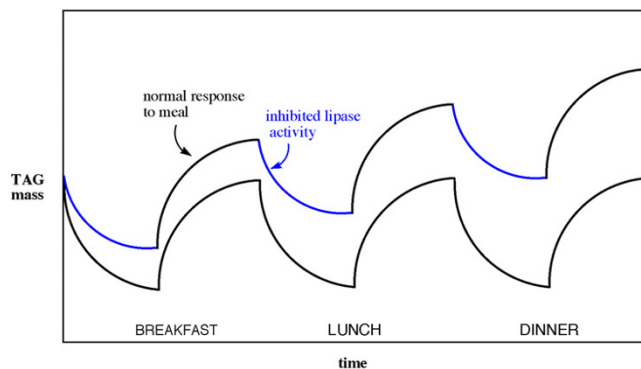 normal response
to meal
inhibited lipase
activity
TAG
mass
BREAKFAST
LUNCH
DINNER
time